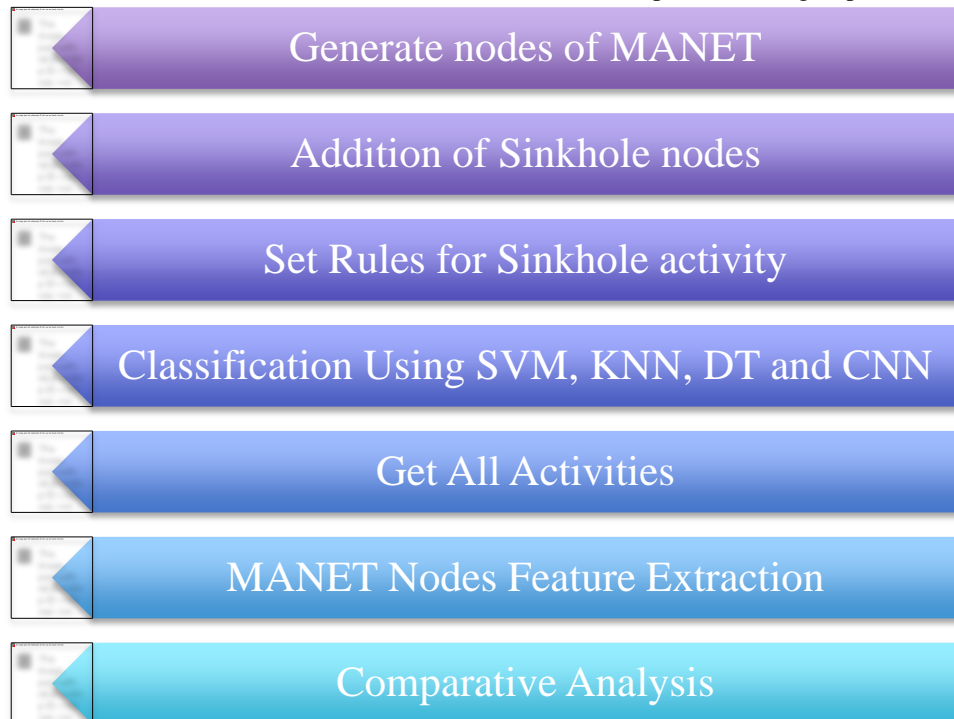 Generate nodes of MANET
Addition of Sinkhole nodes
Set Rules for Sinkhole activity
Classification Using SVM, KNN, DT and CNN
Get All Activities
MANET Nodes Feature Extraction
Comparative Analysis